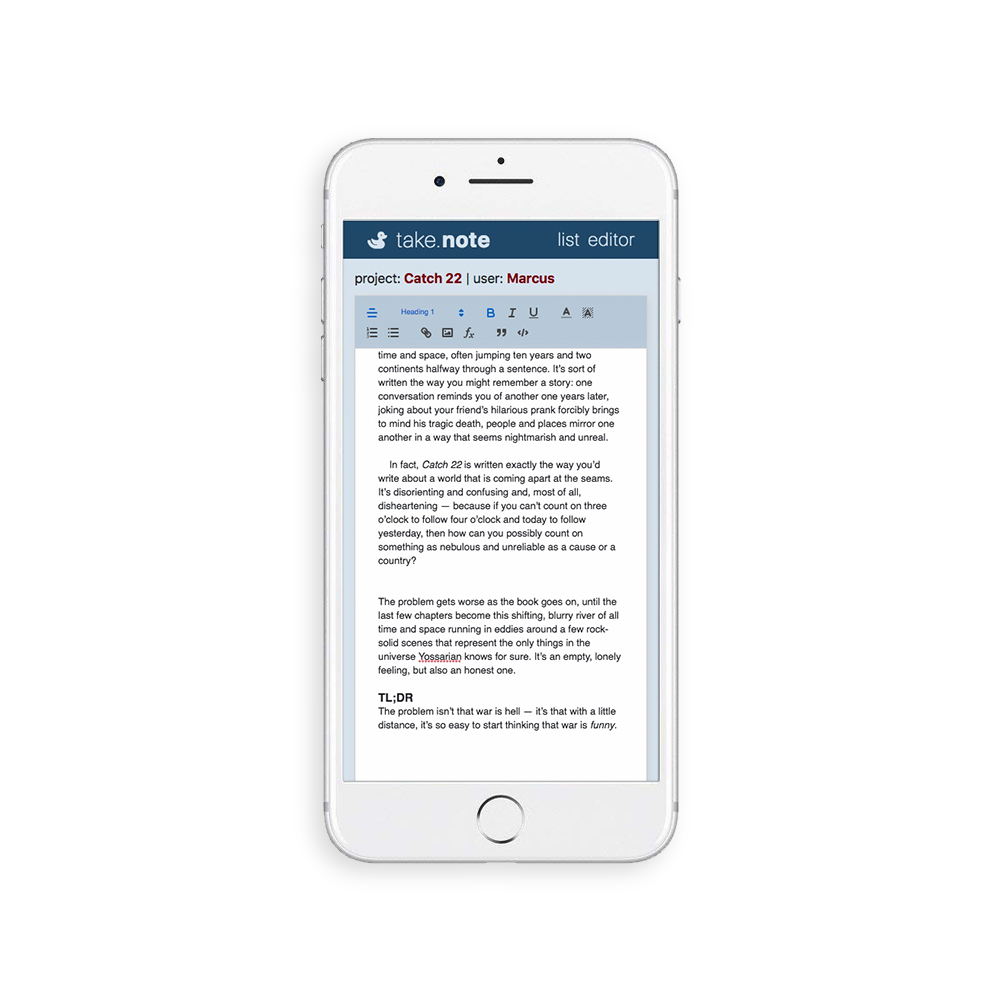 take.note list editor
project: Catch 22 | user: Marcus
Heading 1 B I U A A
fx ” </>
time and space, often jumping ten years and two
continents halfway through a sentence. It's sort of
written the way you might remember a story: one
conversation reminds you of another one years later,
joking about your friend's hilarious prank forcibly brings
to mind his tragic death, people and places mirror one
another in a way that seems nightmarish and unreal.
In fact, Catch 22 is written exactly the way you'd
write about a world that is coming apart at the seams.
It's disorienting and confusing and, most of all,
disheartening — because if you can't count on three
o'clock to follow four o'clock and today to follow
yesterday, then how can you possibly count on
something as nebulous and unreliable as a cause or a
country?
The problem gets worse as the book goes on, until the
last few chapters become this shifting, blurry river of all
time and space running in eddies around a few rock-
solid scenes that represent the only things in the
universe Yossarian knows for sure. It's an empty, lonely
feeling, but also an honest one.
TL;DR
The problem isn't that war is hell — it's that with a little
distance, it's so easy to start thinking that war is funny.